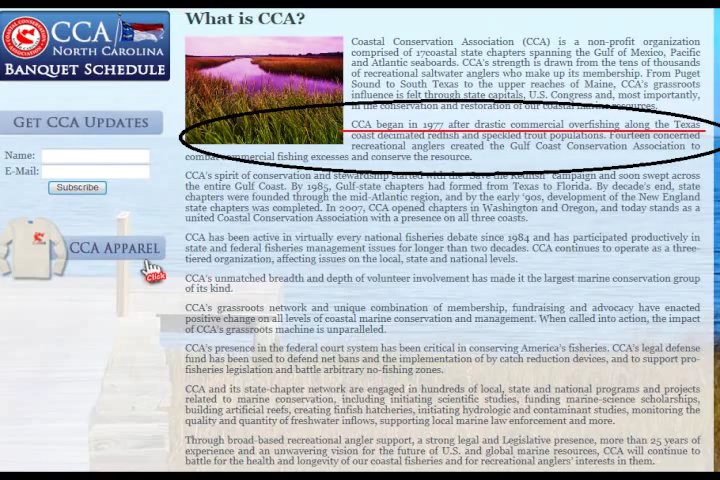 CCA
North Carolina
Banquet Schedule
Get CCA Updates
Name:
E-Mail:
Subscribe
CCA Apparel
Click
What is CCA?
Coastal Conservation Association (CCA) is a non-profit organization
comprised of 17coastal state chapters spanning the Gulf of Mexico, Pacific
and Atlantic seaboards. CCA's strength is drawn from the tens of thousands
of recreational saltwater anglers who make up its membership. From Puget
Sound to South Texas to the upper reaches of Maine, CCA's grassroots
influence is felt through state capitals, U.S. Congress and, most importantly,
in the conservation and restoration of our coastal marine resources.
CCA began in 1977 after drastic commercial overfishing along the Texas
coast decimated redfish and speckled trout populations. Fourteen concerned
recreational anglers created the Gulf Coast Conservation Association to
combat commercial fishing excesses and conserve the resource.
CCA's spirit of conservation and stewardship started with the "Save the Redfish" campaign and soon swept across
the entire Gulf Coast. By 1985, Gulf-state chapters had formed from Texas to Florida. By decade's end, state
chapters were founded through the mid-Atlantic region, and by the early '90s, development of the New England
state chapters was completed. In 2007, CCA opened chapters in Washington and Oregon, and today stands as a
united Coastal Conservation Association with a presence on all three coasts.
CCA has been active in virtually every national fisheries debate since 1984 and has participated productively in
state and federal fisheries management issues for longer than two decades. CCA continues to operate as a three-
tiered organization, affecting issues on the local, state and national levels.
CCA's unmatched breadth and depth of volunteer involvement has made it the largest marine conservation group
of its kind.
CCA's grassroots network and unique combination of membership, fundraising and advocacy have enacted
positive change on all levels of coastal marine conservation and management. When called into action, the impact
of CCA's grassroots machine is unparalleled.
CCA's presence in the federal court system has been critical in conserving America's fisheries. CCA's legal defense
fund has been used to defend net bans and the implementation of by catch reduction devices, and to support pro-
fisheries legislation and battle arbitrary no-fishing zones.
CCA and its state-chapter network are engaged in hundreds of local, state and national programs and projects
related to marine conservation, including initiating scientific studies, funding marine-science scholarships,
building artificial reefs, creating finfish hatcheries, initiating hydrologic and contaminant studies, monitoring the
quality and quantity of freshwater inflows, supporting local marine law enforcement and more.
Through broad-based recreational angler support, a strong legal and Legislative presence, more than 25 years of
experience and an unwavering vision for the future of U.S. and global marine resources, CCA will continue to
battle for the health and longevity of our coastal fisheries and for recreational anglers' interests in them.